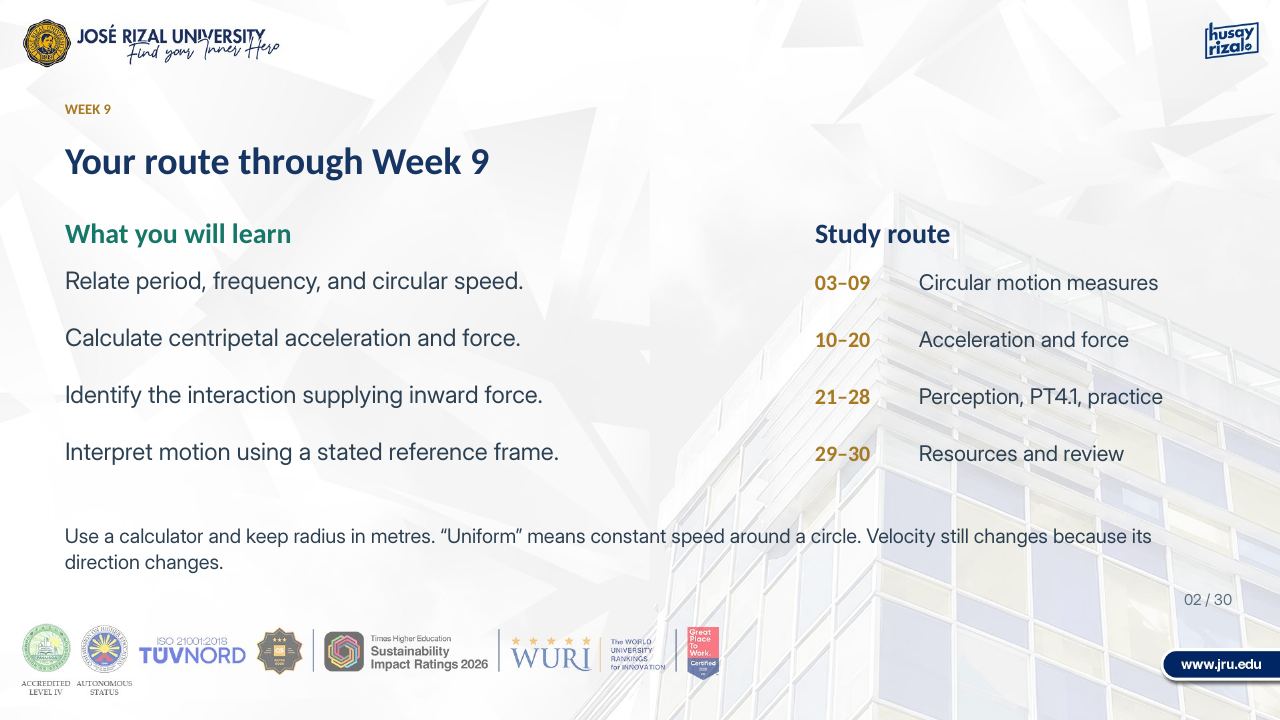 JOSÉ RIZAL UNIVERSITY
Find your Inner Hero
husay
rizal
WEEK 9
Your route through Week 9
What you will learn
Relate period, frequency, and circular speed.
Calculate centripetal acceleration and force.
Identify the interaction supplying inward force.
Interpret motion using a stated reference frame.
Study route
03–09 Circular motion measures
10–20 Acceleration and force
21–28 Perception, PT4.1, practice
29–30 Resources and review
Use a calculator and keep radius in metres. “Uniform” means constant speed around a circle. Velocity still changes because its
direction changes.
02 / 30
ACCREDITED
LEVEL IV
AUTONOMOUS
STATUS
ISO 21001:2018
TÜVNORD
Times Higher Education
Sustainability
Impact Ratings 2026
WURI
The WORLD
UNIVERSITY
RANKINGS
for INNOVATION
Great
Place
To
Work.
Certified
www.jru.edu